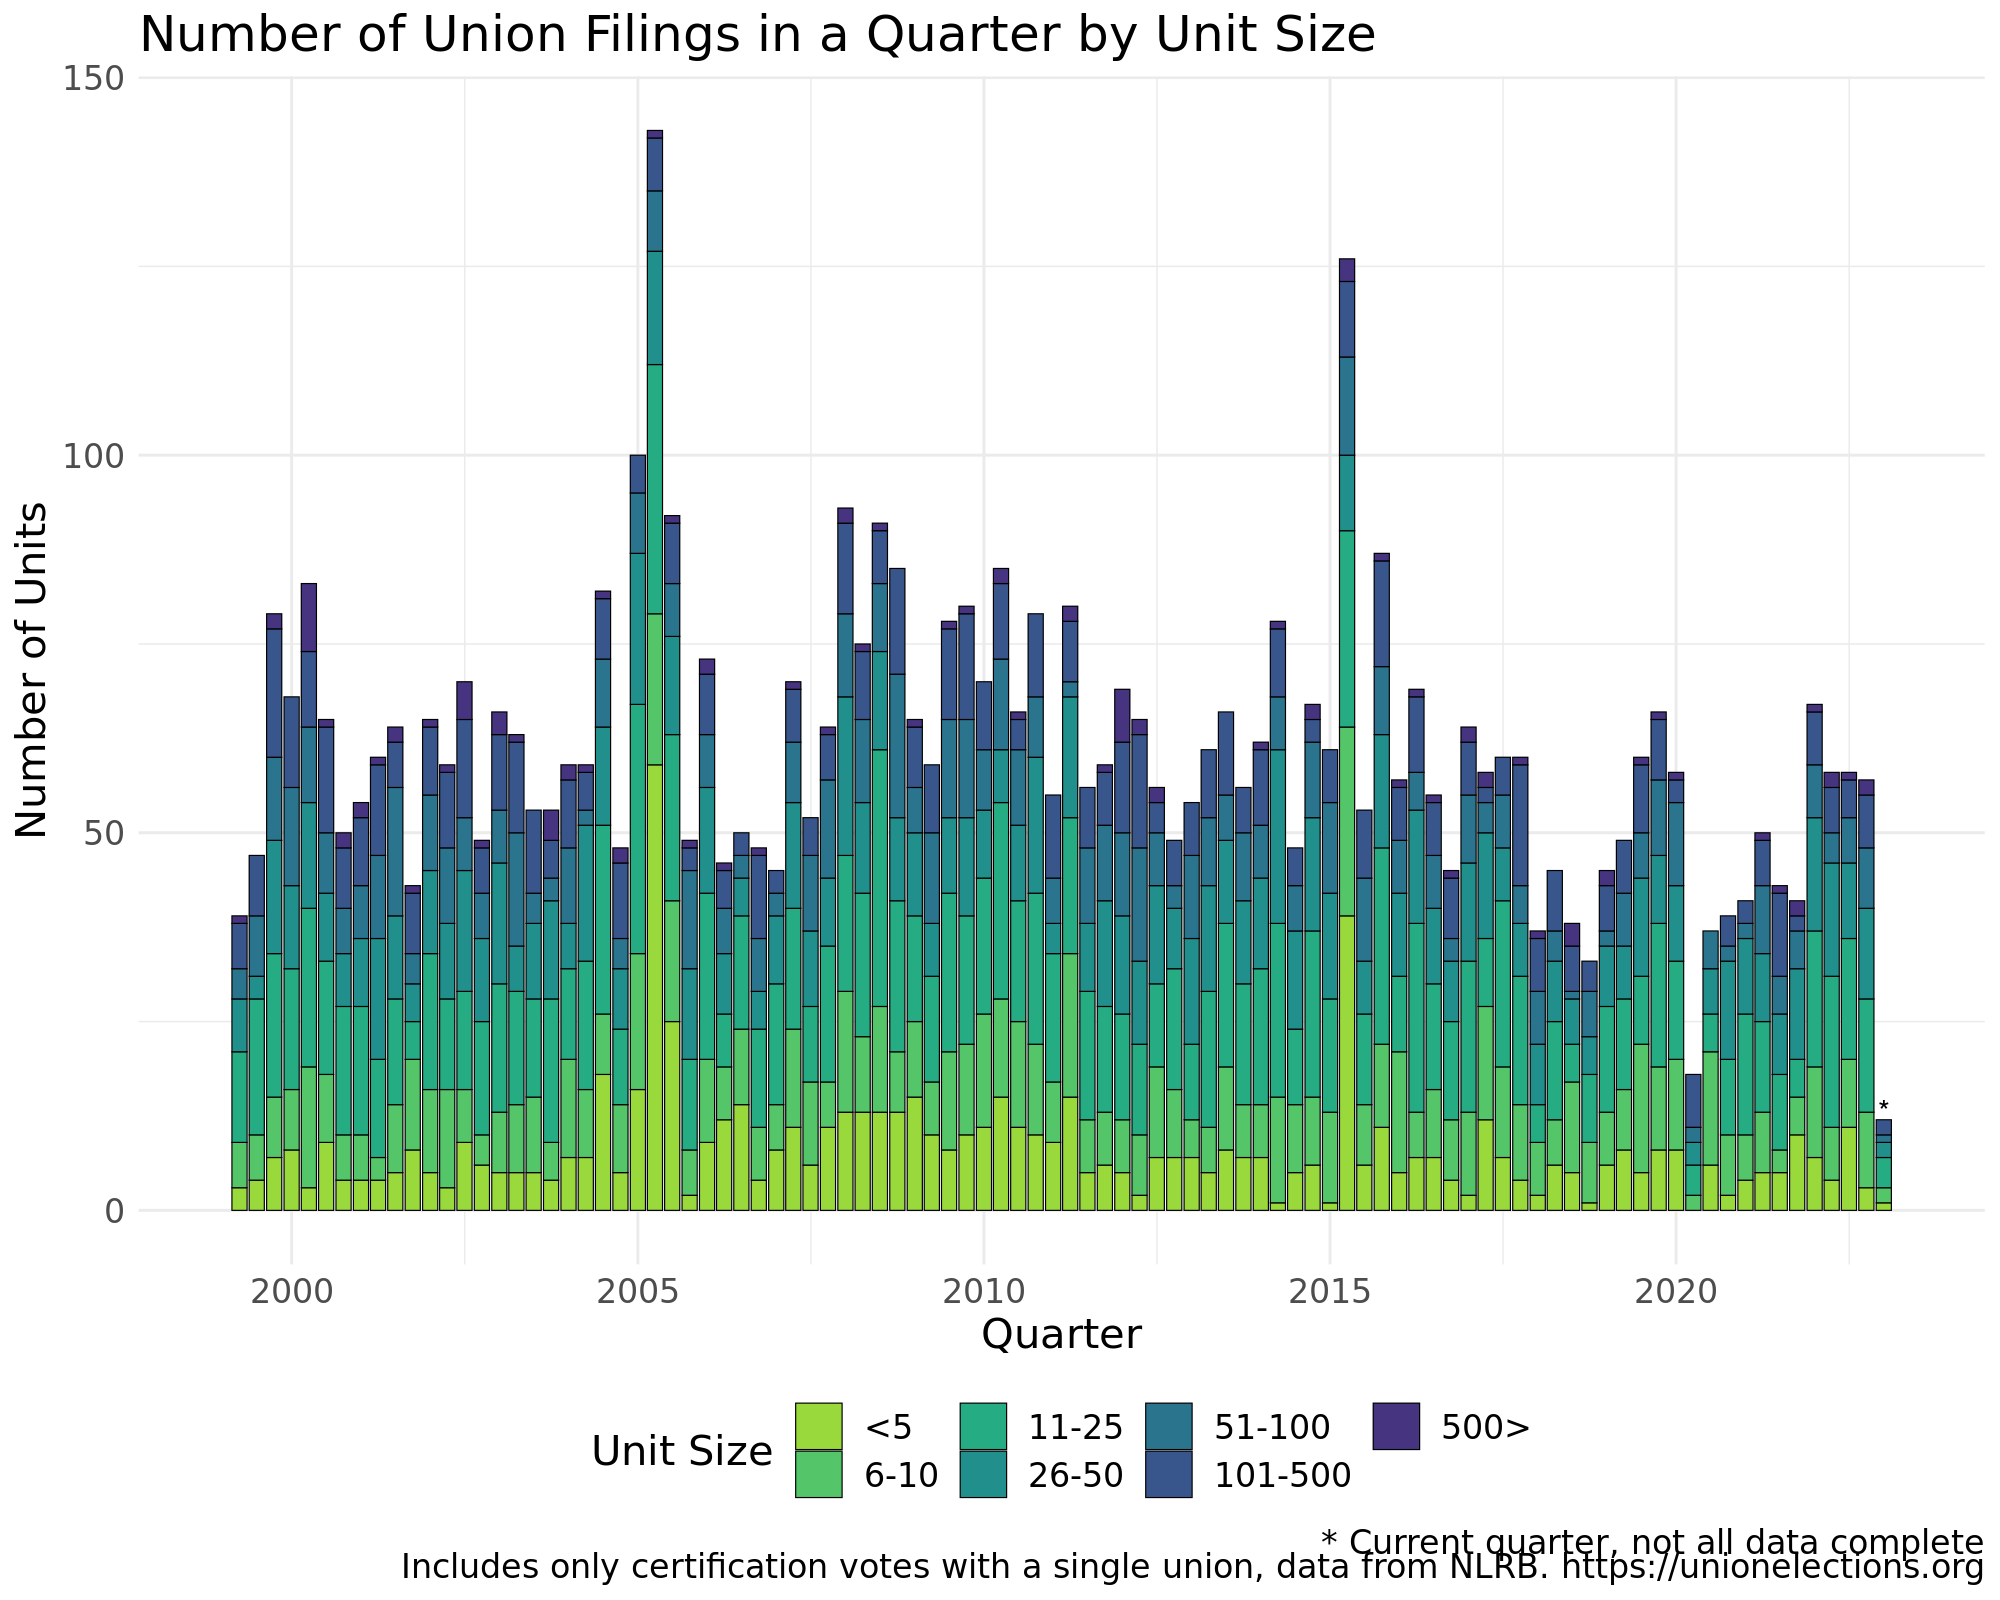 Number of Union Filings in a Quarter by Unit Size
150
100
50
0
Number of Units
*
2000 2005 2010 2015 2020
Quarter
Unit Size
<5 11-25 51-100 500>
6-10 26-50 101-500
* Current quarter, not all data complete
Includes only certification votes with a single union, data from NLRB. https://unionelections.org